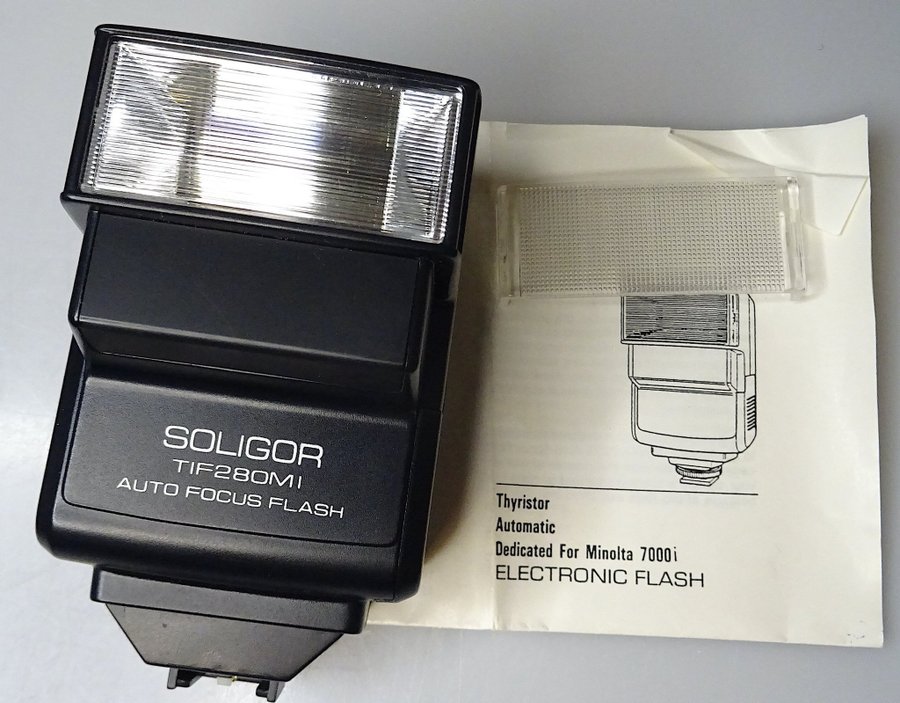 SOLIGOR
TIF280MI
AUTO FOCUS FLASH
Thyristor
Automatic
Dedicated For Minolta 7000i
ELECTRONIC FLASH